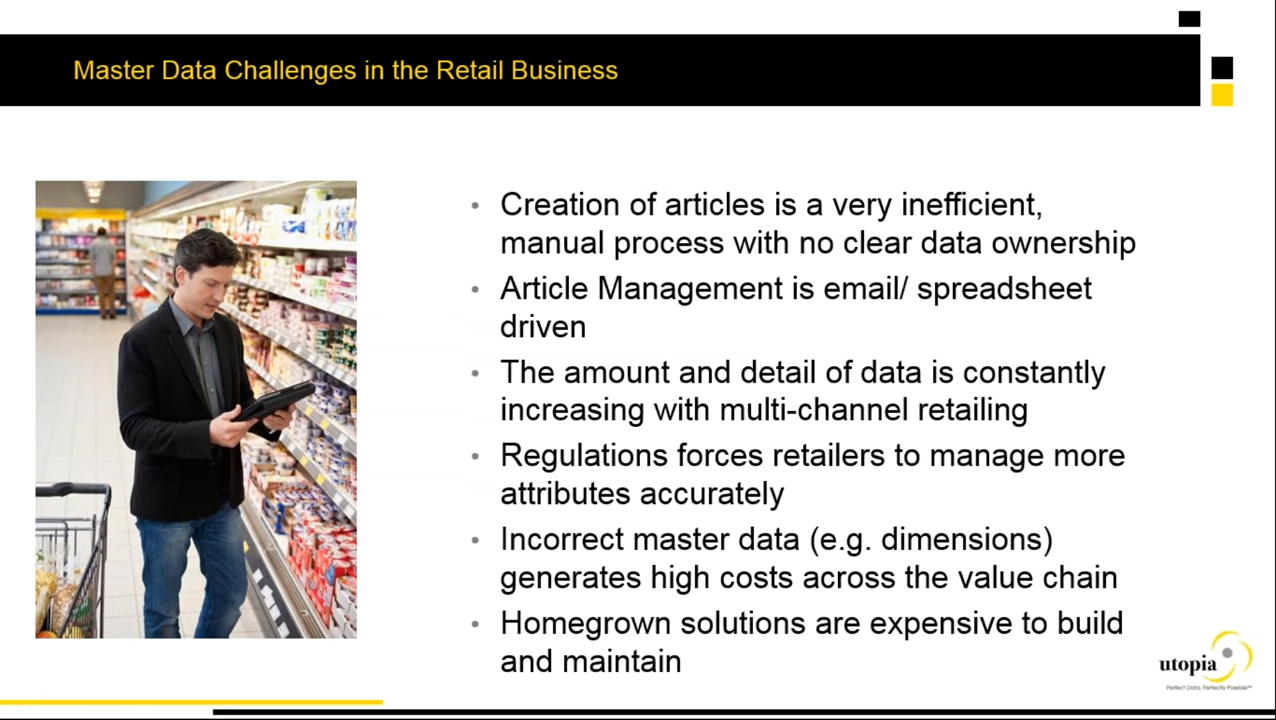 Master Data Challenges in the Retail Business
• Creation of articles is a very inefficient,
manual process with no clear data ownership
• Article Management is email/ spreadsheet
driven
• The amount and detail of data is constantly
increasing with multi-channel retailing
• Regulations forces retailers to manage more
attributes accurately
• Incorrect master data (e.g. dimensions)
generates high costs across the value chain
• Homegrown solutions are expensive to build
and maintain
utopia
Perfect Data. Perfectly Possible™